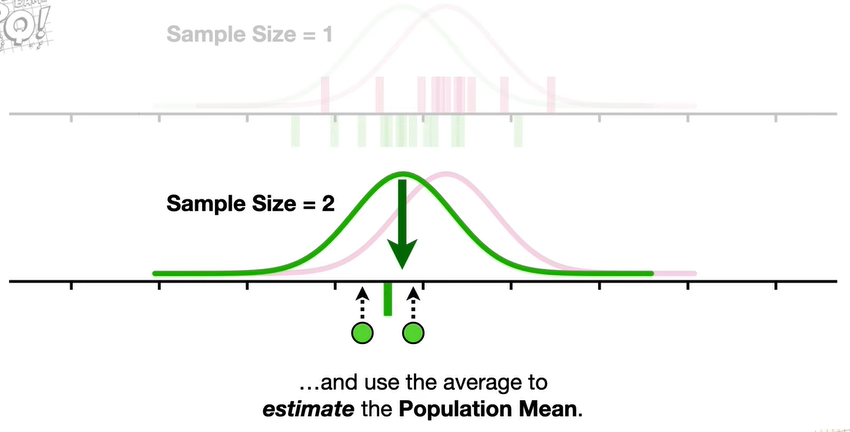 Sample Size = 1
Sample Size = 2
…and use the average to
estimate the Population Mean.